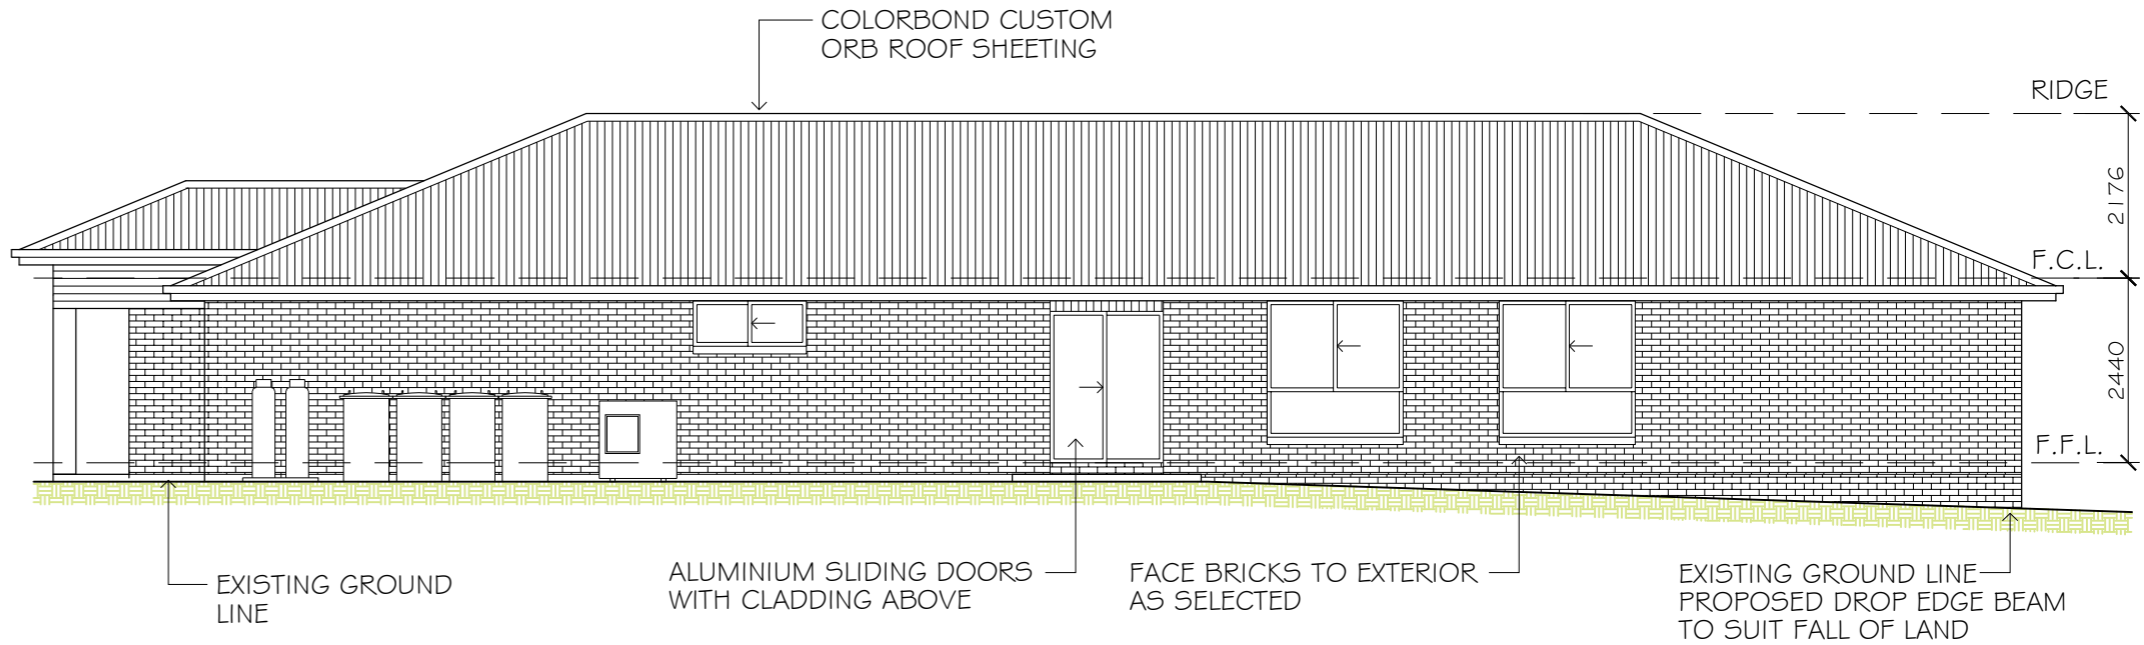 COLORBOND CUSTOM
ORB ROOF SHEETING
RIDGE
2176
F.C.L.
2440
F.F.L.
EXISTING GROUND
LINE
ALUMINIUM SLIDING DOORS
WITH CLADDING ABOVE
FACE BRICKS TO EXTERIOR
AS SELECTED
EXISTING GROUND LINE
PROPOSED DROP EDGE BEAM
TO SUIT FALL OF LAND